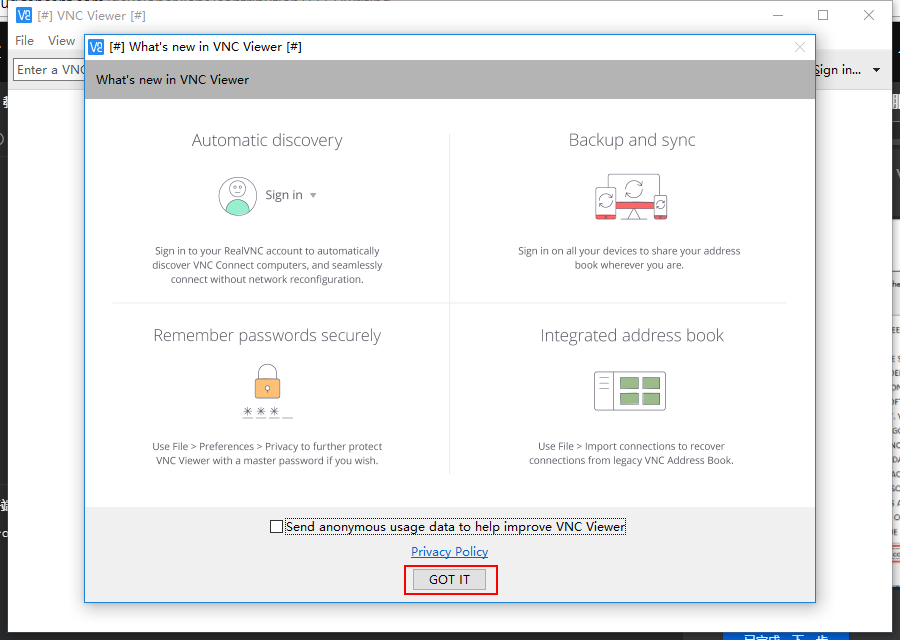 [#] VNC Viewer [#]
File View
Enter a VNC
Sign in...
[#] What's new in VNC Viewer [#]
What's new in VNC Viewer
Automatic discovery
Sign in
Sign in to your RealVNC account to automatically
discover VNC Connect computers, and seamlessly
connect without network reconfiguration.
Backup and sync
Sign in on all your devices to share your address
book wherever you are.
Remember passwords securely
***_
Use File > Preferences > Privacy to further protect
VNC Viewer with a master password if you wish.
Integrated address book
Use File > Import connections to recover
connections from legacy VNC Address Book.
Send anonymous usage data to help improve VNC Viewer
Privacy Policy
GOT IT